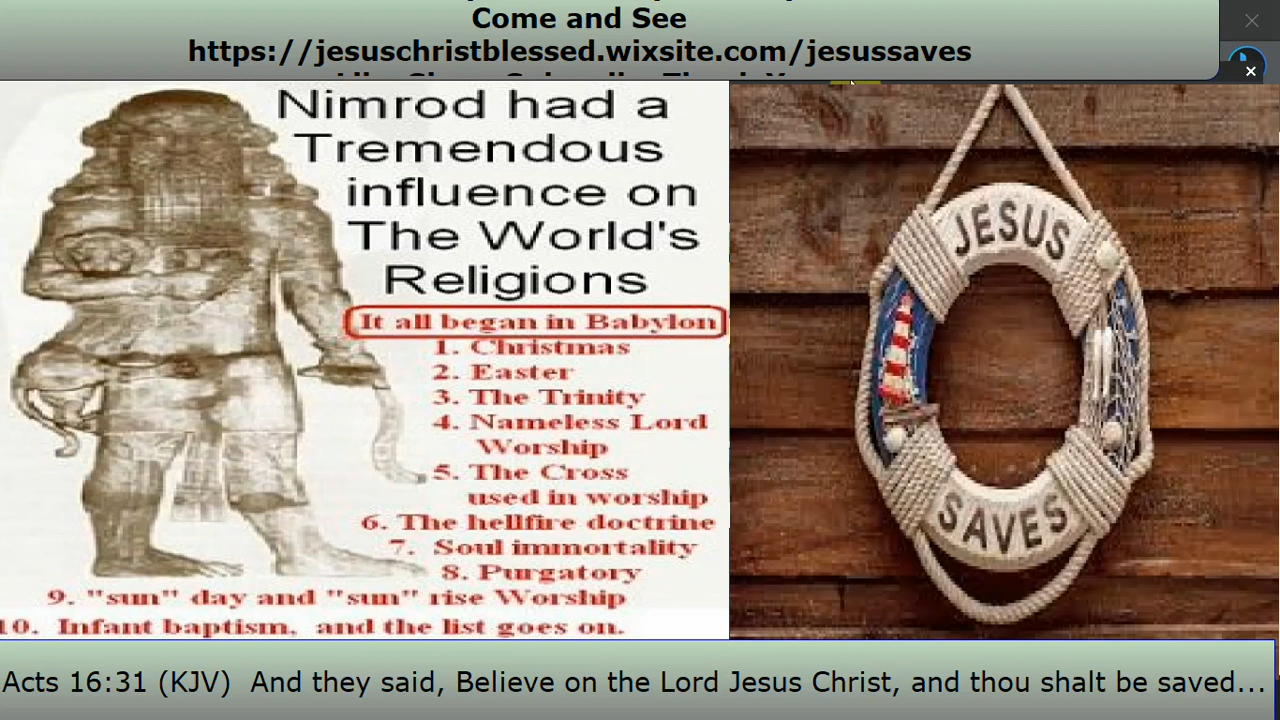 Come and See
https://jesuschristblessed.wixsite.com/jesussaves
Nimrod had a
Tremendous
influence on
The World's
Religions
It all began in Babylon
1. Christmas
2. Easter
3. The Trinity
4. Nameless Lord
Worship
5. The Cross
used in worship
6. The hellfire doctrine
7. Soul immortality
8. Purgatory
9. "sun" day and "sun" rise Worship
10. Infant baptism, and the list goes on.
JESUS
SAVES
Acts 16:31 (KJV) And they said, Believe on the Lord Jesus Christ, and thou shalt be saved...